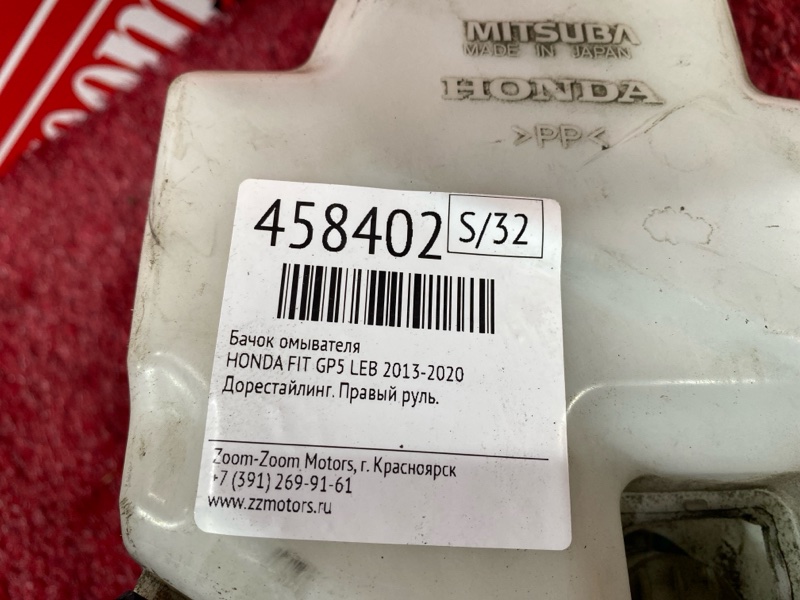 zoom
MITSUBA
MADE IN JAPAN
HONDA
>PP<
458402
S/32
Бачок омывателя
HONDA FIT GP5 LEB 2013-2020
Дорестайлинг. Правый руль.
Zoom-Zoom Motors, г. Красноярск
+7 (391) 269-91-61
www.zzmotors.ru